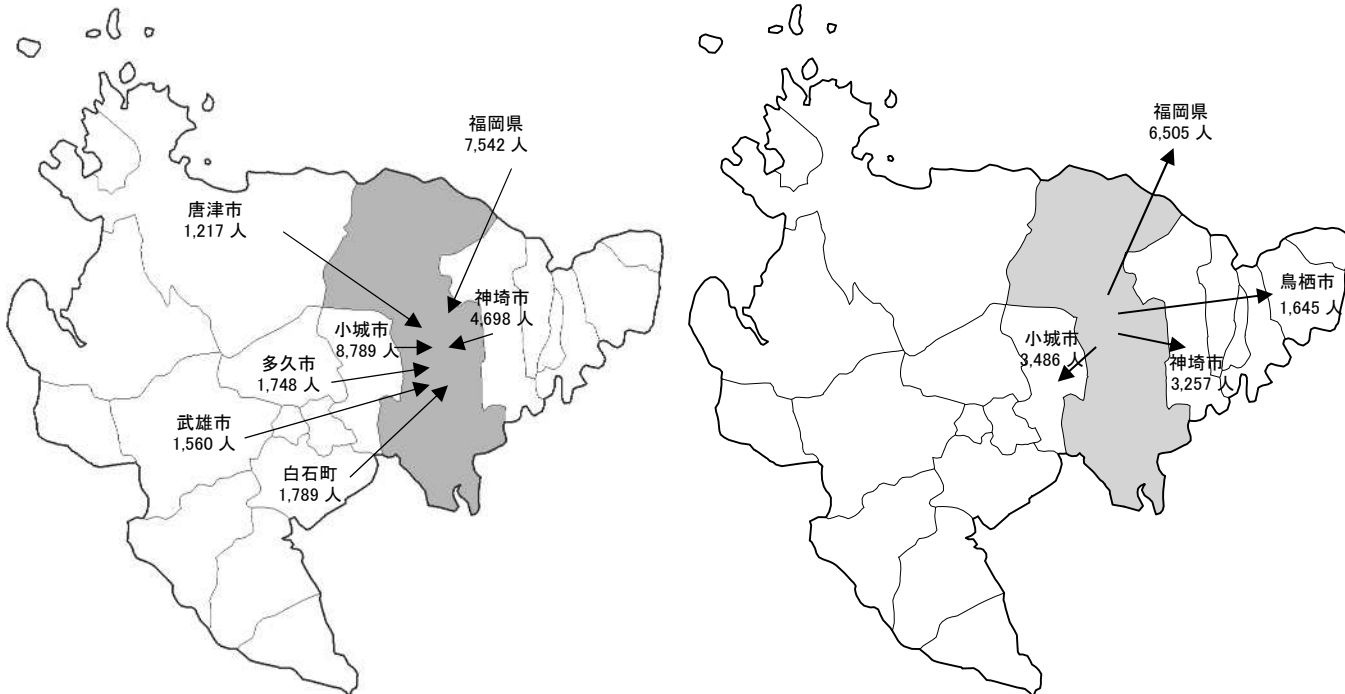 福岡県
7,542 人
唐津市
1,217 人
神埼市
4,698 人
小城市
8,789 人
多久市
1,748 人
武雄市
1,560 人
白石町
1,789 人
福岡県
6,505 人
鳥栖市
1,645 人
小城市
3,486 人
神埼市
3,257 人